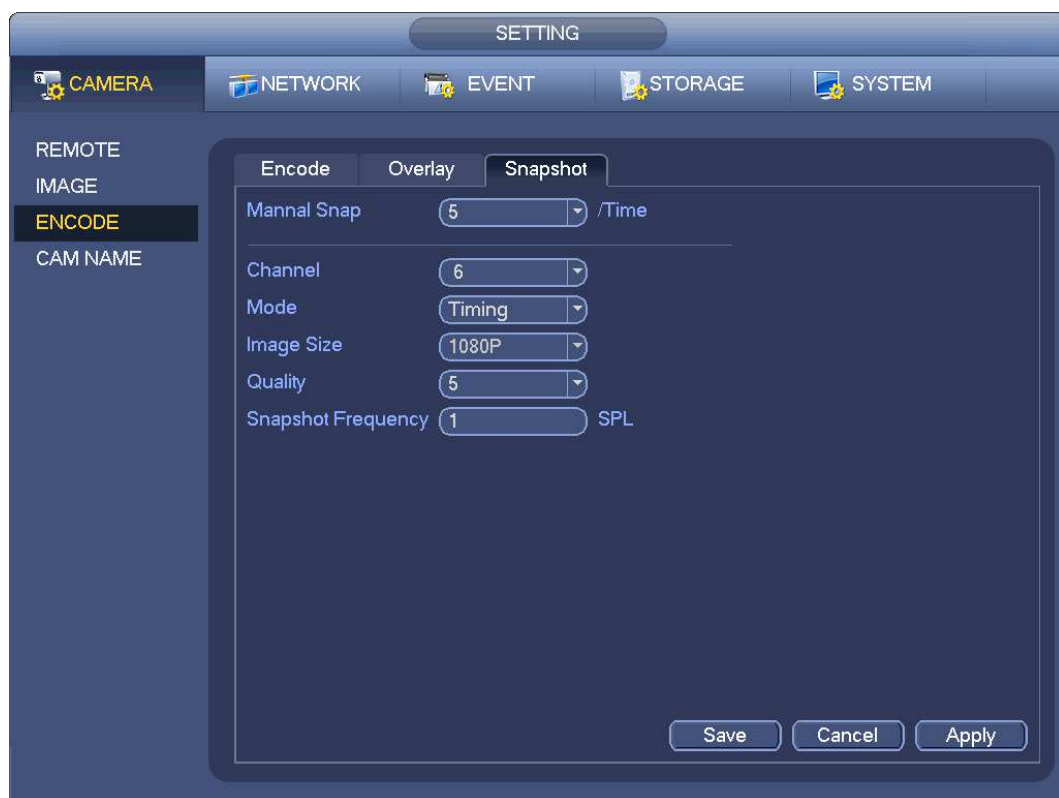 SETTING
CAMERA NETWORK EVENT STORAGE SYSTEM
REMOTE
IMAGE
ENCODE
CAM NAME
Encode Overlay Snapshot
Mannal Snap 5 /Time
Channel 6
Mode Timing
Image Size 1080P
Quality 5
Snapshot Frequency 1 SPL
Save Cancel Apply